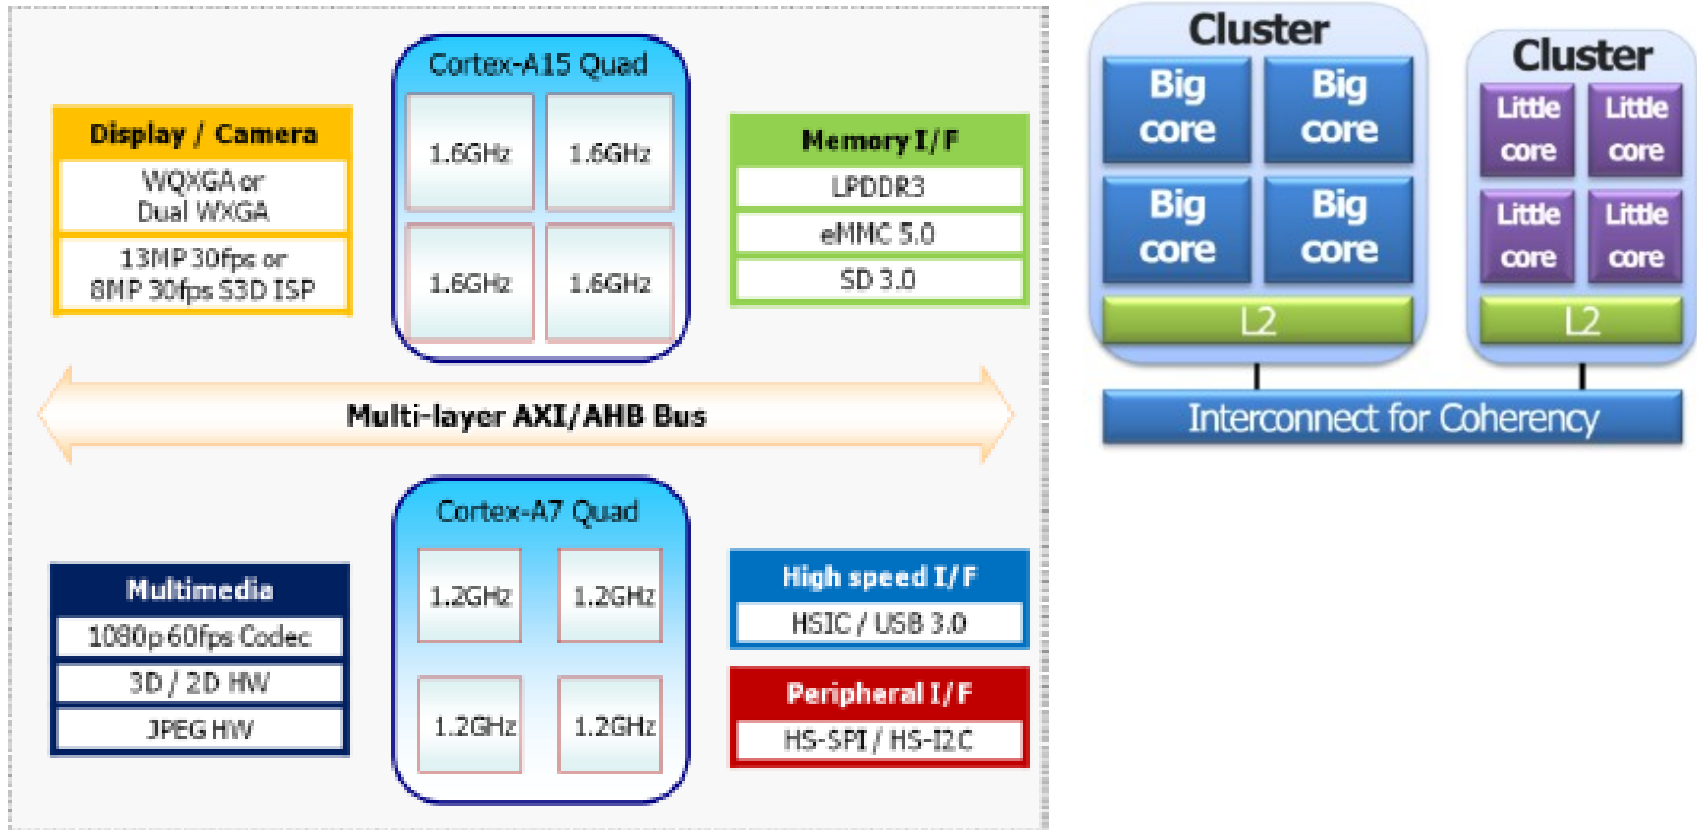 Cortex-A15 Quad
1.6GHz
1.6GHz
1.6GHz
1.6GHz
Display / Camera
WQXGA or
Dual WXGA
13MP 30fps or
8MP 30fps S3D ISP
Memory I/F
LPDDR3
eMMC 5.0
SD 3.0
Multi-layer AXI/AHB Bus
Cortex-A7 Quad
1.2GHz
1.2GHz
1.2GHz
1.2GHz
Multimedia
1080p 60fps Codec
3D / 2D HW
JPEG HW
High speed I/F
HSIC / USB 3.0
Peripheral I/F
HS-SPI / HS-I2C
Cluster
Big
core
Big
core
Big
core
Big
core
L2
Cluster
Little
core
Little
core
Little
core
Little
core
L2
Interconnect for Coherency